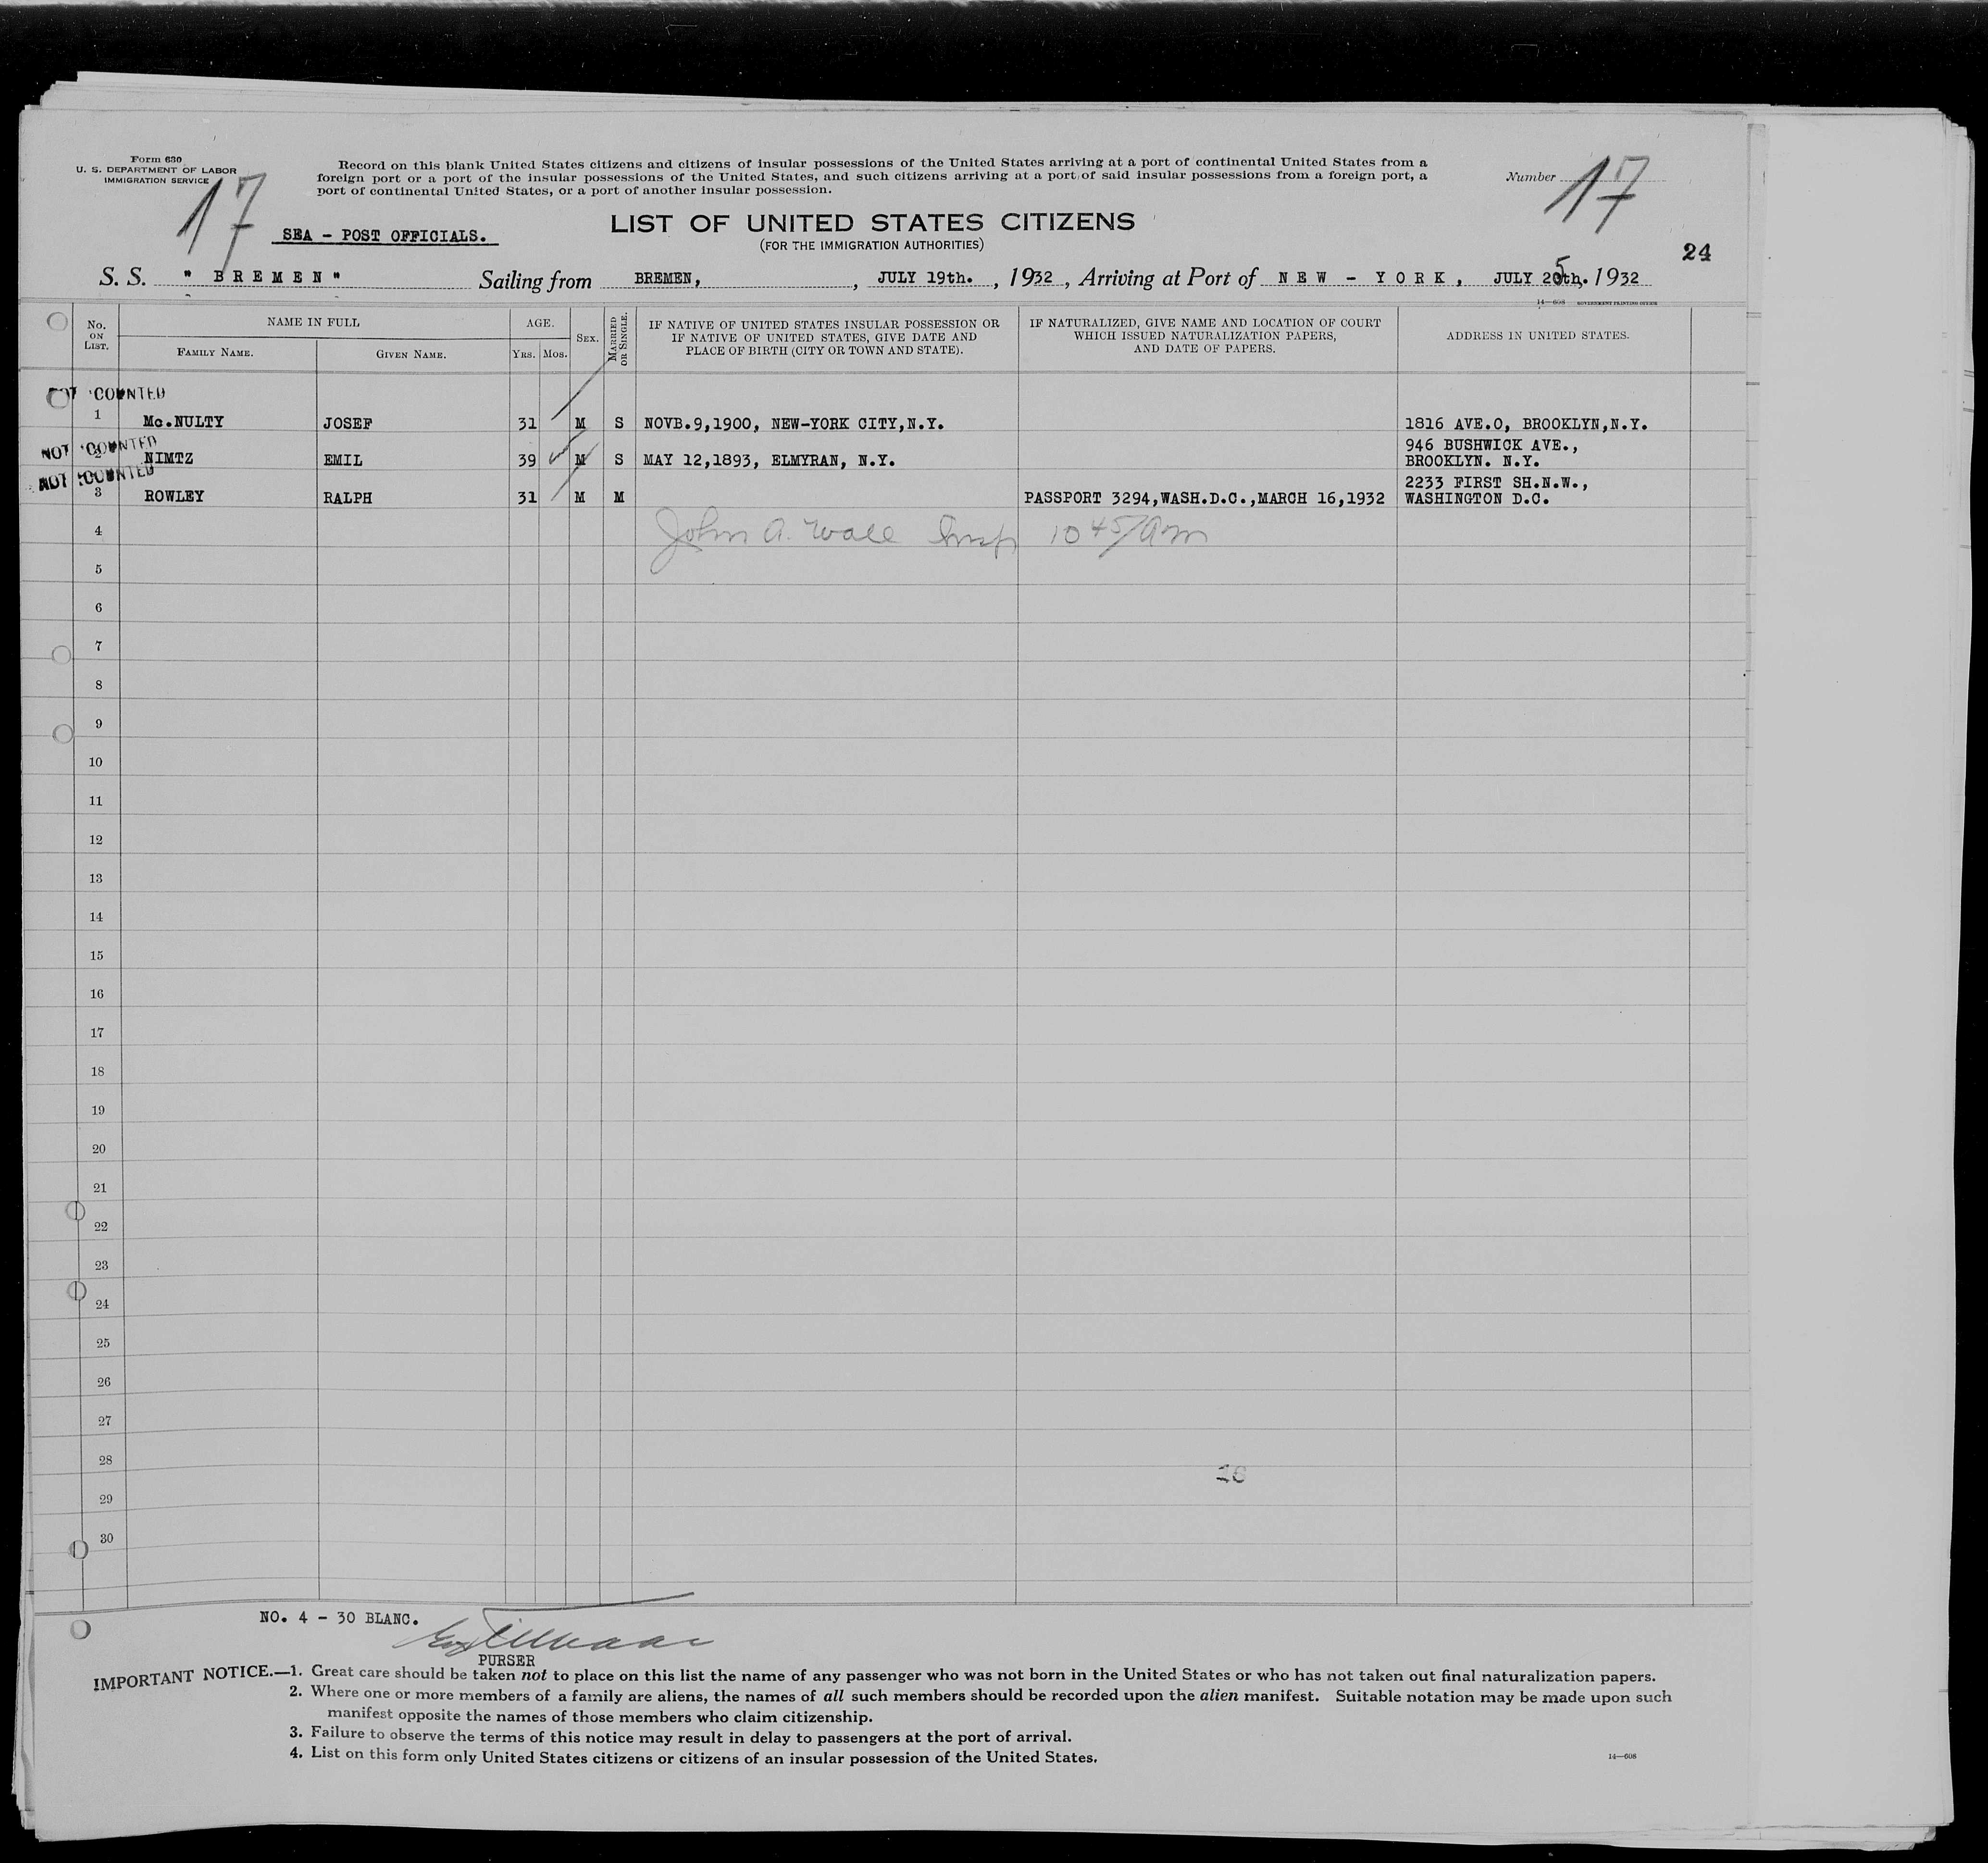 Form 630
U. S. DEPARTMENT OF LABOR
IMMIGRATION SERVICE
17
Record on this blank United States citizens and citizens of insular possessions of the United States arriving at a port of continental United States from a
foreign port or a port of the insular possessions of the United States, and such citizens arriving at a port of said insular possessions from a foreign port, a
port of continental United States, or a port of another insular possession.
Number 17
SEA - POST OFFICIALS.
LIST OF UNITED STATES CITIZENS
(FOR THE IMMIGRATION AUTHORITIES)
24
S. S. " B R E M E N " Sailing from BREMEN, , JULY 19th. , 1932 , Arriving at Port of N E W - Y O R K , JULY 25th. 1932
14—608 GOVERNMENT PRINTING OFFICE
No. ON LIST.
NAME IN FULL
FAMILY NAME. GIVEN NAME.
AGE.
YRS. MOS.
SEX.
MARRIED OR SINGLE.
IF NATIVE OF UNITED STATES INSULAR POSSESSION OR
IF NATIVE OF UNITED STATES, GIVE DATE AND
PLACE OF BIRTH (CITY OR TOWN AND STATE).
IF NATURALIZED, GIVE NAME AND LOCATION OF COURT
WHICH ISSUED NATURALIZATION PAPERS,
AND DATE OF PAPERS.
ADDRESS IN UNITED STATES.
NOT COUNTED
1 Mc.NULTY JOSEF 31 M S NOVB.9,1900, NEW-YORK CITY,N.Y. 1816 AVE.O, BROOKLYN,N.Y.
NOT COUNTED
946 BUSHWICK AVE.,
2 NIMTZ EMIL 39 M S MAY 12,1893, ELMYRAN, N.Y. BROOKLYN. N.Y.
NOT COUNTED
2233 FIRST SH.N.W.,
3 ROWLEY RALPH 31 M M PASSPORT 3294,WASH.D.C.,MARCH 16,1932 WASHINGTON D.C.
4 John A. Wall Insp 10 45/am
5
6
7
8
9
10
11
12
13
14
15
16
17
18
19
20
21
22
23
24
25
26
27
28
29
30
NO. 4 - 30 BLANC.
PURSER
IMPORTANT NOTICE.—1. Great care should be taken not to place on this list the name of any passenger who was not born in the United States or who has not taken out final naturalization papers.
2. Where one or more members of a family are aliens, the names of all such members should be recorded upon the alien manifest. Suitable notation may be made upon such
manifest opposite the names of those members who claim citizenship.
3. Failure to observe the terms of this notice may result in delay to passengers at the port of arrival.
4. List on this form only United States citizens or citizens of an insular possession of the United States.
14—608